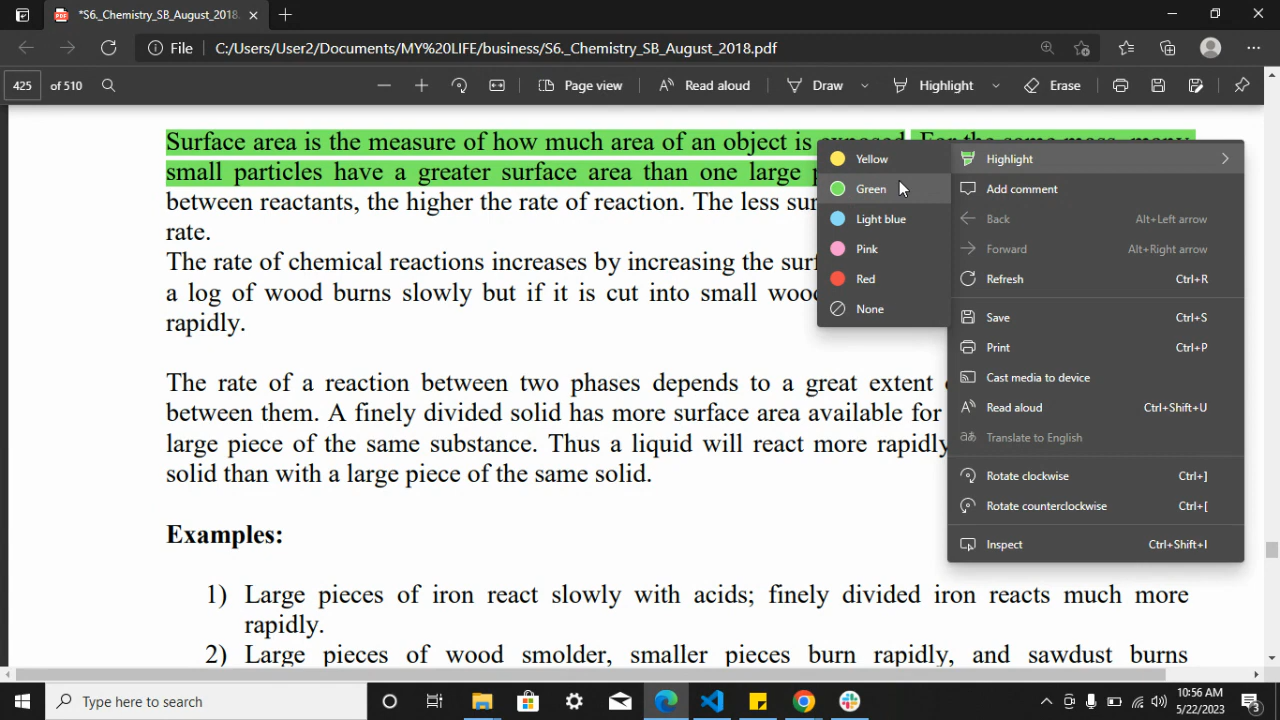 *S6._Chemistry_SB_August_2018.
File C:/Users/User2/Documents/MY%20LIFE/business/S6._Chemistry_SB_August_2018.pdf
425 of 510 Page view Read aloud Draw Highlight Erase
Surface area is the measure of how much area of an object is exposed. For the same mass, many
small particles have a greater surface area than one large
between reactants, the higher the rate of reaction. The less
rate.
The rate of chemical reactions increases by increasing the
a log of wood burns slowly but if it is cut into small
rapidly.
The rate of a reaction between two phases depends to a great extent
between them. A finely divided solid has more surface area available for
large piece of the same substance. Thus a liquid will react more rapidly
solid than with a large piece of the same solid.
Examples:
1) Large pieces of iron react slowly with acids; finely divided iron reacts much more
rapidly.
2) Large pieces of wood smolder, smaller pieces burn rapidly, and sawdust burns
Yellow
Green
Light blue
Pink
Red
None
Highlight
Add comment
Back Alt+Left arrow
Forward Alt+Right arrow
Refresh Ctrl+R
Save Ctrl+S
Print Ctrl+P
Cast media to device
Read aloud Ctrl+Shift+U
Translate to English
Rotate clockwise Ctrl+]
Rotate counterclockwise Ctrl+[
Inspect Ctrl+Shift+I
Type here to search
10:56 AM
5/22/2023
3